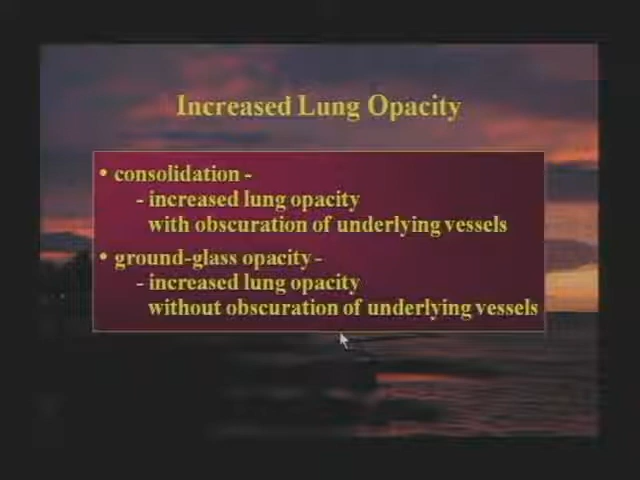 Increased Lung Opacity
• consolidation -
- increased lung opacity
with obscuration of underlying vessels
• ground-glass opacity -
- increased lung opacity
without obscuration of underlying vessels